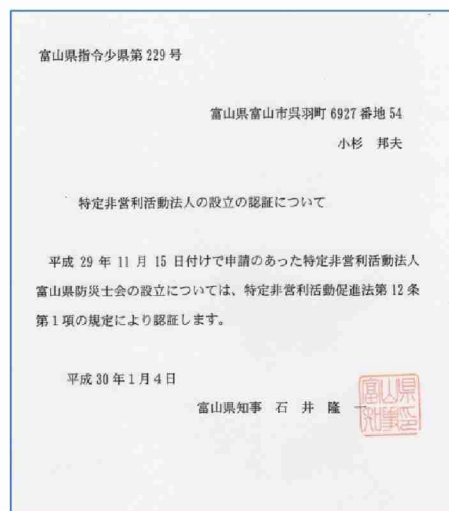 富山県指令少県第229号
富山県富山市呉羽町6927番地54
小杉 邦夫
特定非営利活動法人の設立の認証について
平成29年11月15日付けで申請のあった特定非営利活動法人
富山県防災士会の設立については、特定非営利活動促進法第12条
第1項の規定により認証します。
平成30年1月4日
富山県知事 石井隆一
富山県
知事印